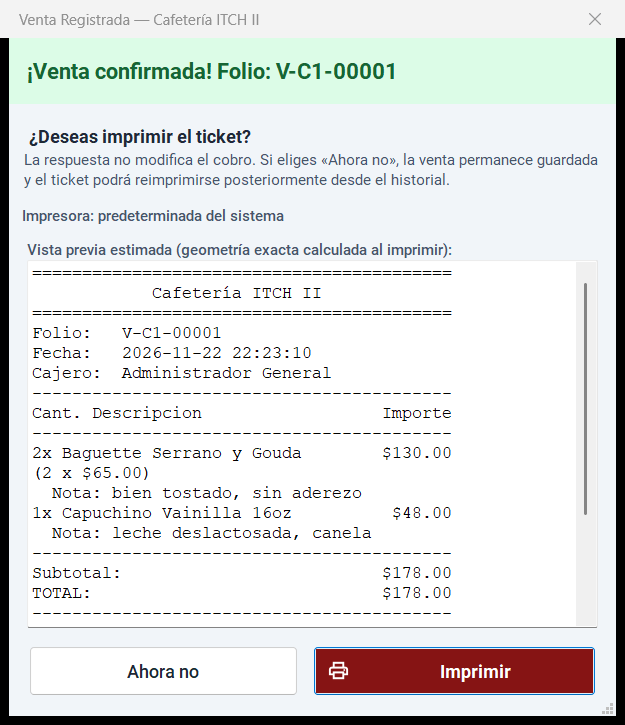 Venta Registrada — Cafetería ITCH II
¡Venta confirmada! Folio: V-C1-00001
¿Deseas imprimir el ticket?
La respuesta no modifica el cobro. Si eliges «Ahora no», la venta permanece guardada
y el ticket podrá reimprimirse posteriormente desde el historial.
Impresora: predeterminada del sistema
Vista previa estimada (geometría exacta calculada al imprimir):
==========================================
Cafetería ITCH II
==========================================
Folio:   V-C1-00001
Fecha:   2026-11-22 22:23:10
Cajero:  Administrador General
------------------------------------------
Cant. Descripcion                  Importe
------------------------------------------
2x Baguette Serrano y Gouda        $130.00
(2 x $65.00)
  Nota: bien tostado, sin aderezo
1x Capuchino Vainilla 16oz          $48.00
  Nota: leche deslactosada, canela
------------------------------------------
Subtotal:                          $178.00
TOTAL:                             $178.00
------------------------------------------
Ahora no
Imprimir